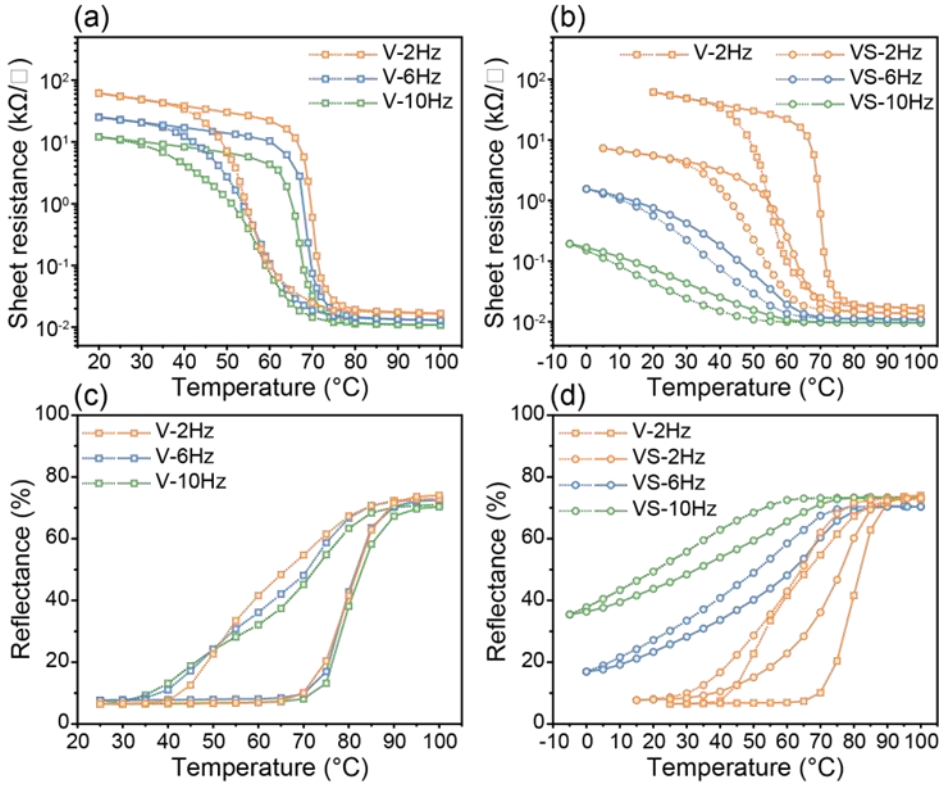 (a)
V-2Hz
V-6Hz
V-10Hz
Sheet resistance (kΩ/□)
10²
10¹
10⁰
10⁻¹
10⁻²
20 30 40 50 60 70 80 90 100
Temperature (°C)
(b)
V-2Hz
VS-2Hz
VS-6Hz
VS-10Hz
Sheet resistance (kΩ/□)
10²
10¹
10⁰
10⁻¹
10⁻²
-10 0 10 20 30 40 50 60 70 80 90 100
Temperature (°C)
(c)
V-2Hz
V-6Hz
V-10Hz
Reflectance (%)
100
80
60
40
20
0
20 30 40 50 60 70 80 90 100
Temperature (°C)
(d)
V-2Hz
VS-2Hz
VS-6Hz
VS-10Hz
Reflectance (%)
100
80
60
40
20
0
-10 0 10 20 30 40 50 60 70 80 90 100
Temperature (°C)